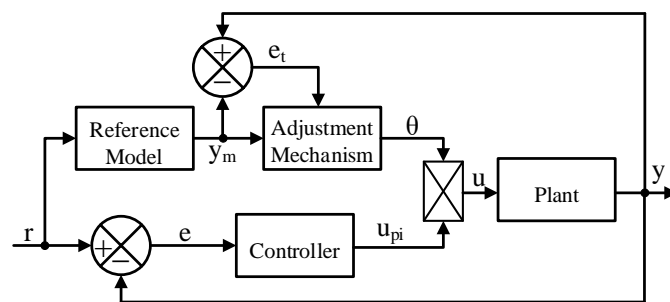 +
−
e_t
Reference
Model
y_m
Adjustment
Mechanism
θ
u
Plant
y
r
+
−
e
Controller
u_pi